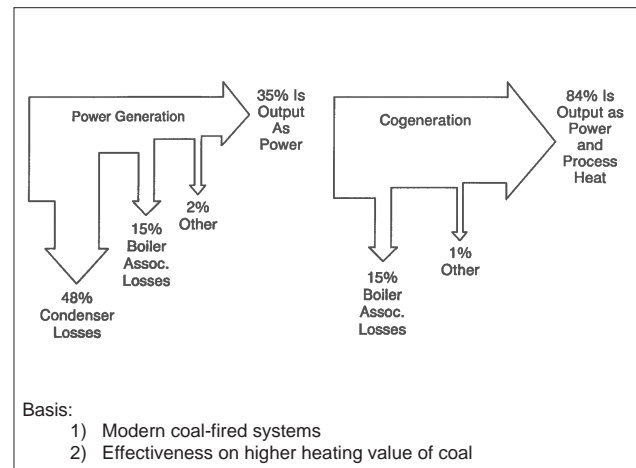 Power Generation
35% Is
Output
As
Power
2%
Other
15%
Boiler
Assoc.
Losses
48%
Condenser
Losses
Cogeneration
84% Is
Output as
Power
and
Process
Heat
1%
Other
15%
Boiler
Assoc.
Losses
Basis:
1) Modern coal-fired systems
2) Effectiveness on higher heating value of coal